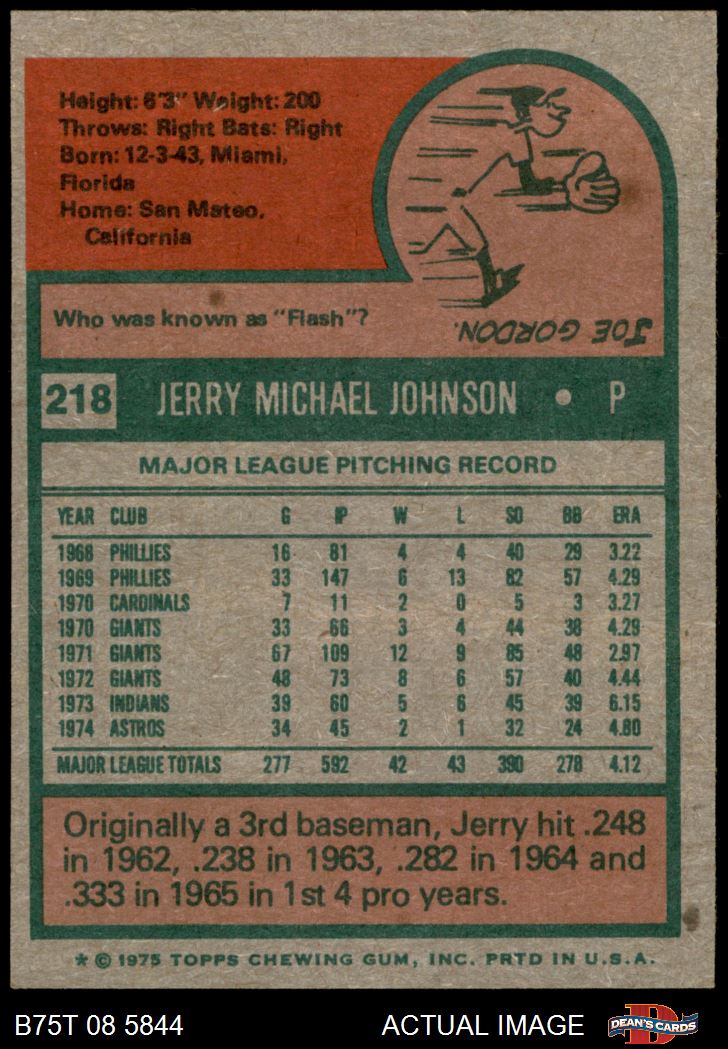 Height: 6'3" Weight: 200
Throws: Right Bats: Right
Born: 12-3-43, Miami,
Florida
Home: San Mateo,
California
Who was known as "Flash"?
JOE GORDON.
218 JERRY MICHAEL JOHNSON • P
MAJOR LEAGUE PITCHING RECORD
YEAR CLUB G IP W L SO BB ERA
1968 PHILLIES 16 81 4 4 40 29 3.22
1969 PHILLIES 33 147 6 13 82 57 4.29
1970 CARDINALS 7 11 2 0 5 3 3.27
1970 GIANTS 33 66 3 4 44 38 4.29
1971 GIANTS 67 109 12 9 85 48 2.97
1972 GIANTS 48 73 8 6 57 40 4.44
1973 INDIANS 39 60 5 6 45 39 6.15
1974 ASTROS 34 45 2 1 32 24 4.80
MAJOR LEAGUE TOTALS 277 592 42 43 390 278 4.12
Originally a 3rd baseman, Jerry hit .248
in 1962, .238 in 1963, .282 in 1964 and
.333 in 1965 in 1st 4 pro years.
* © 1975 TOPPS CHEWING GUM, INC. PRTD IN U.S.A.
B75T 08 5844 ACTUAL IMAGE DEAN'S CARDS